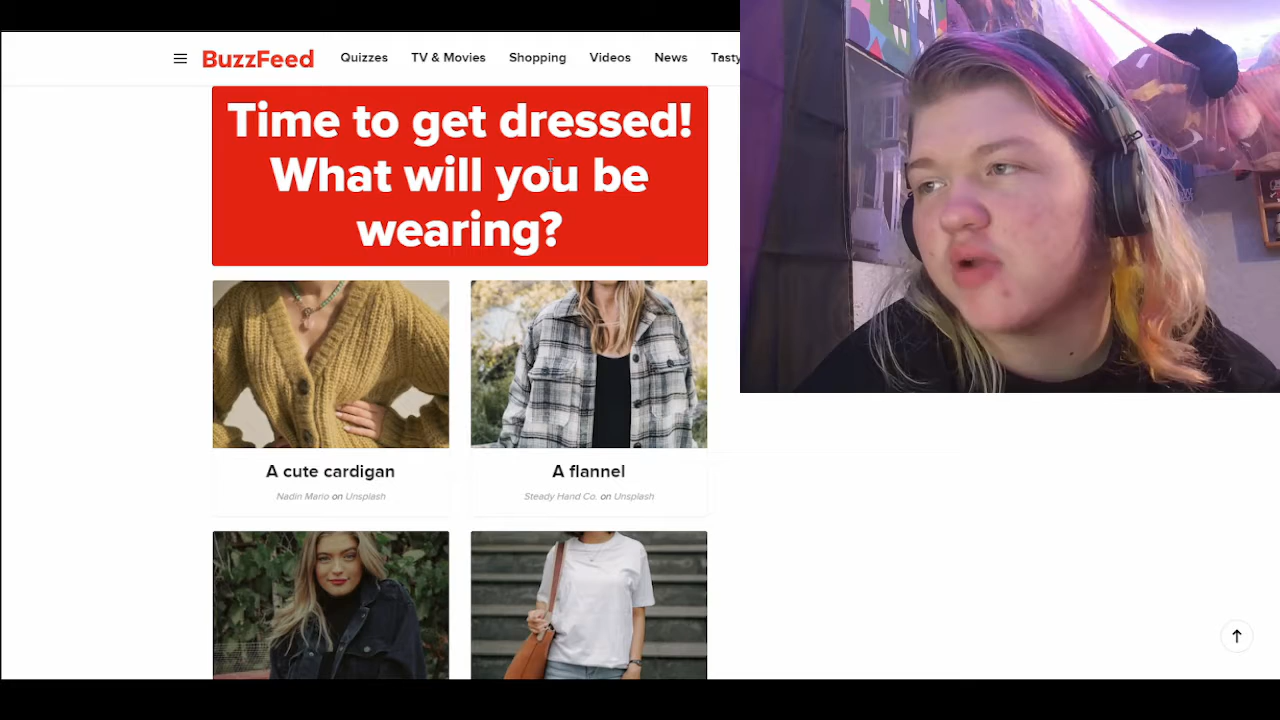 BuzzFeed Quizzes TV & Movies Shopping Videos News Tasty
Time to get dressed!
What will you be
wearing?
A cute cardigan
Nadin Mario on Unsplash
A flannel
Steady Hand Co. on Unsplash